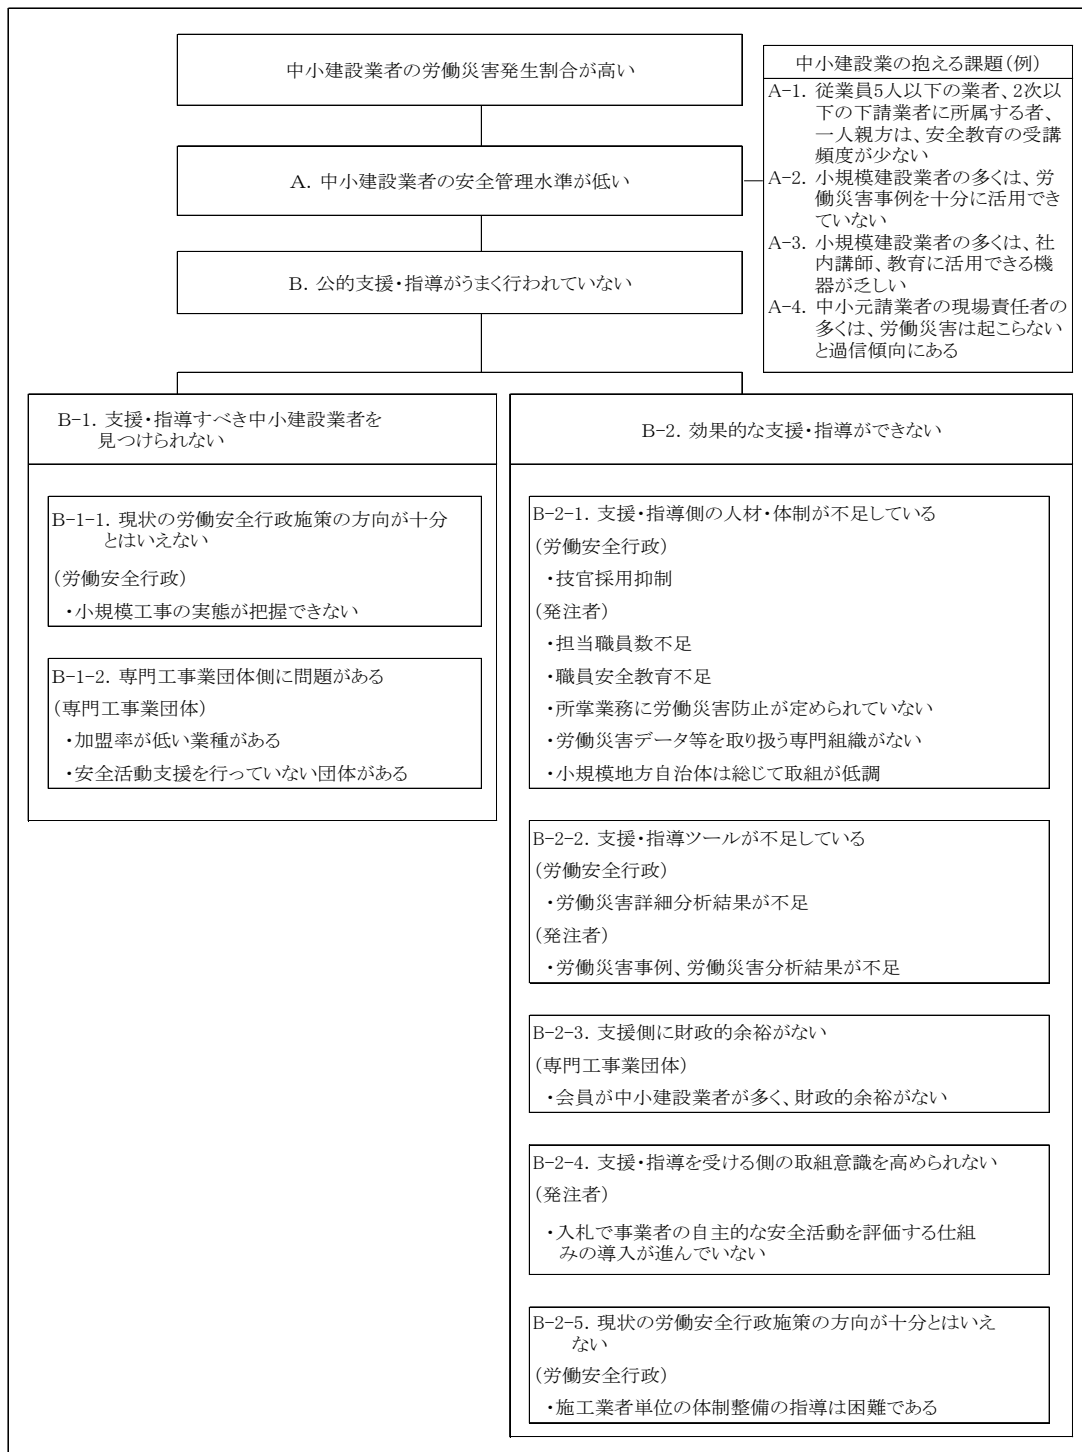 中小建設業者の労働災害発生割合が高い
A. 中小建設業者の安全管理水準が低い
B. 公的支援・指導がうまく行われていない
中小建設業の抱える課題(例)
A-1. 従業員5人以下の業者、2次以
下の下請業者に所属する者、
一人親方は、安全教育の受講
頻度が少ない
A-2. 小規模建設業者の多くは、労
働災害事例を十分に活用でき
ていない
A-3. 小規模建設業者の多くは、社
内講師、教育に活用できる機
器が乏しい
A-4. 中小元請業者の現場責任者の
多くは、労働災害は起こらない
と過信傾向にある
B-1. 支援・指導すべき中小建設業者を
見つけられない
B-1-1. 現状の労働安全行政施策の方向が十分
とはいえない
(労働安全行政)
・小規模工事の実態が把握できない
B-1-2. 専門工事業団体側に問題がある
(専門工事業団体)
・加盟率が低い業種がある
・安全活動支援を行っていない団体がある
B-2. 効果的な支援・指導ができない
B-2-1. 支援・指導側の人材・体制が不足している
(労働安全行政)
・技官採用抑制
(発注者)
・担当職員数不足
・職員安全教育不足
・所掌業務に労働災害防止が定められていない
・労働災害データ等を取り扱う専門組織がない
・小規模地方自治体は総じて取組が低調
B-2-2. 支援・指導ツールが不足している
(労働安全行政)
・労働災害詳細分析結果が不足
(発注者)
・労働災害事例、労働災害分析結果が不足
B-2-3. 支援側に財政的余裕がない
(専門工事業団体)
・会員が中小建設業者が多く、財政的余裕がない
B-2-4. 支援・指導を受ける側の取組意識を高められない
(発注者)
・入札で事業者の自主的な安全活動を評価する仕組
みの導入が進んでいない
B-2-5. 現状の労働安全行政施策の方向が十分とはいえ
ない
(労働安全行政)
・施工業者単位の体制整備の指導は困難である